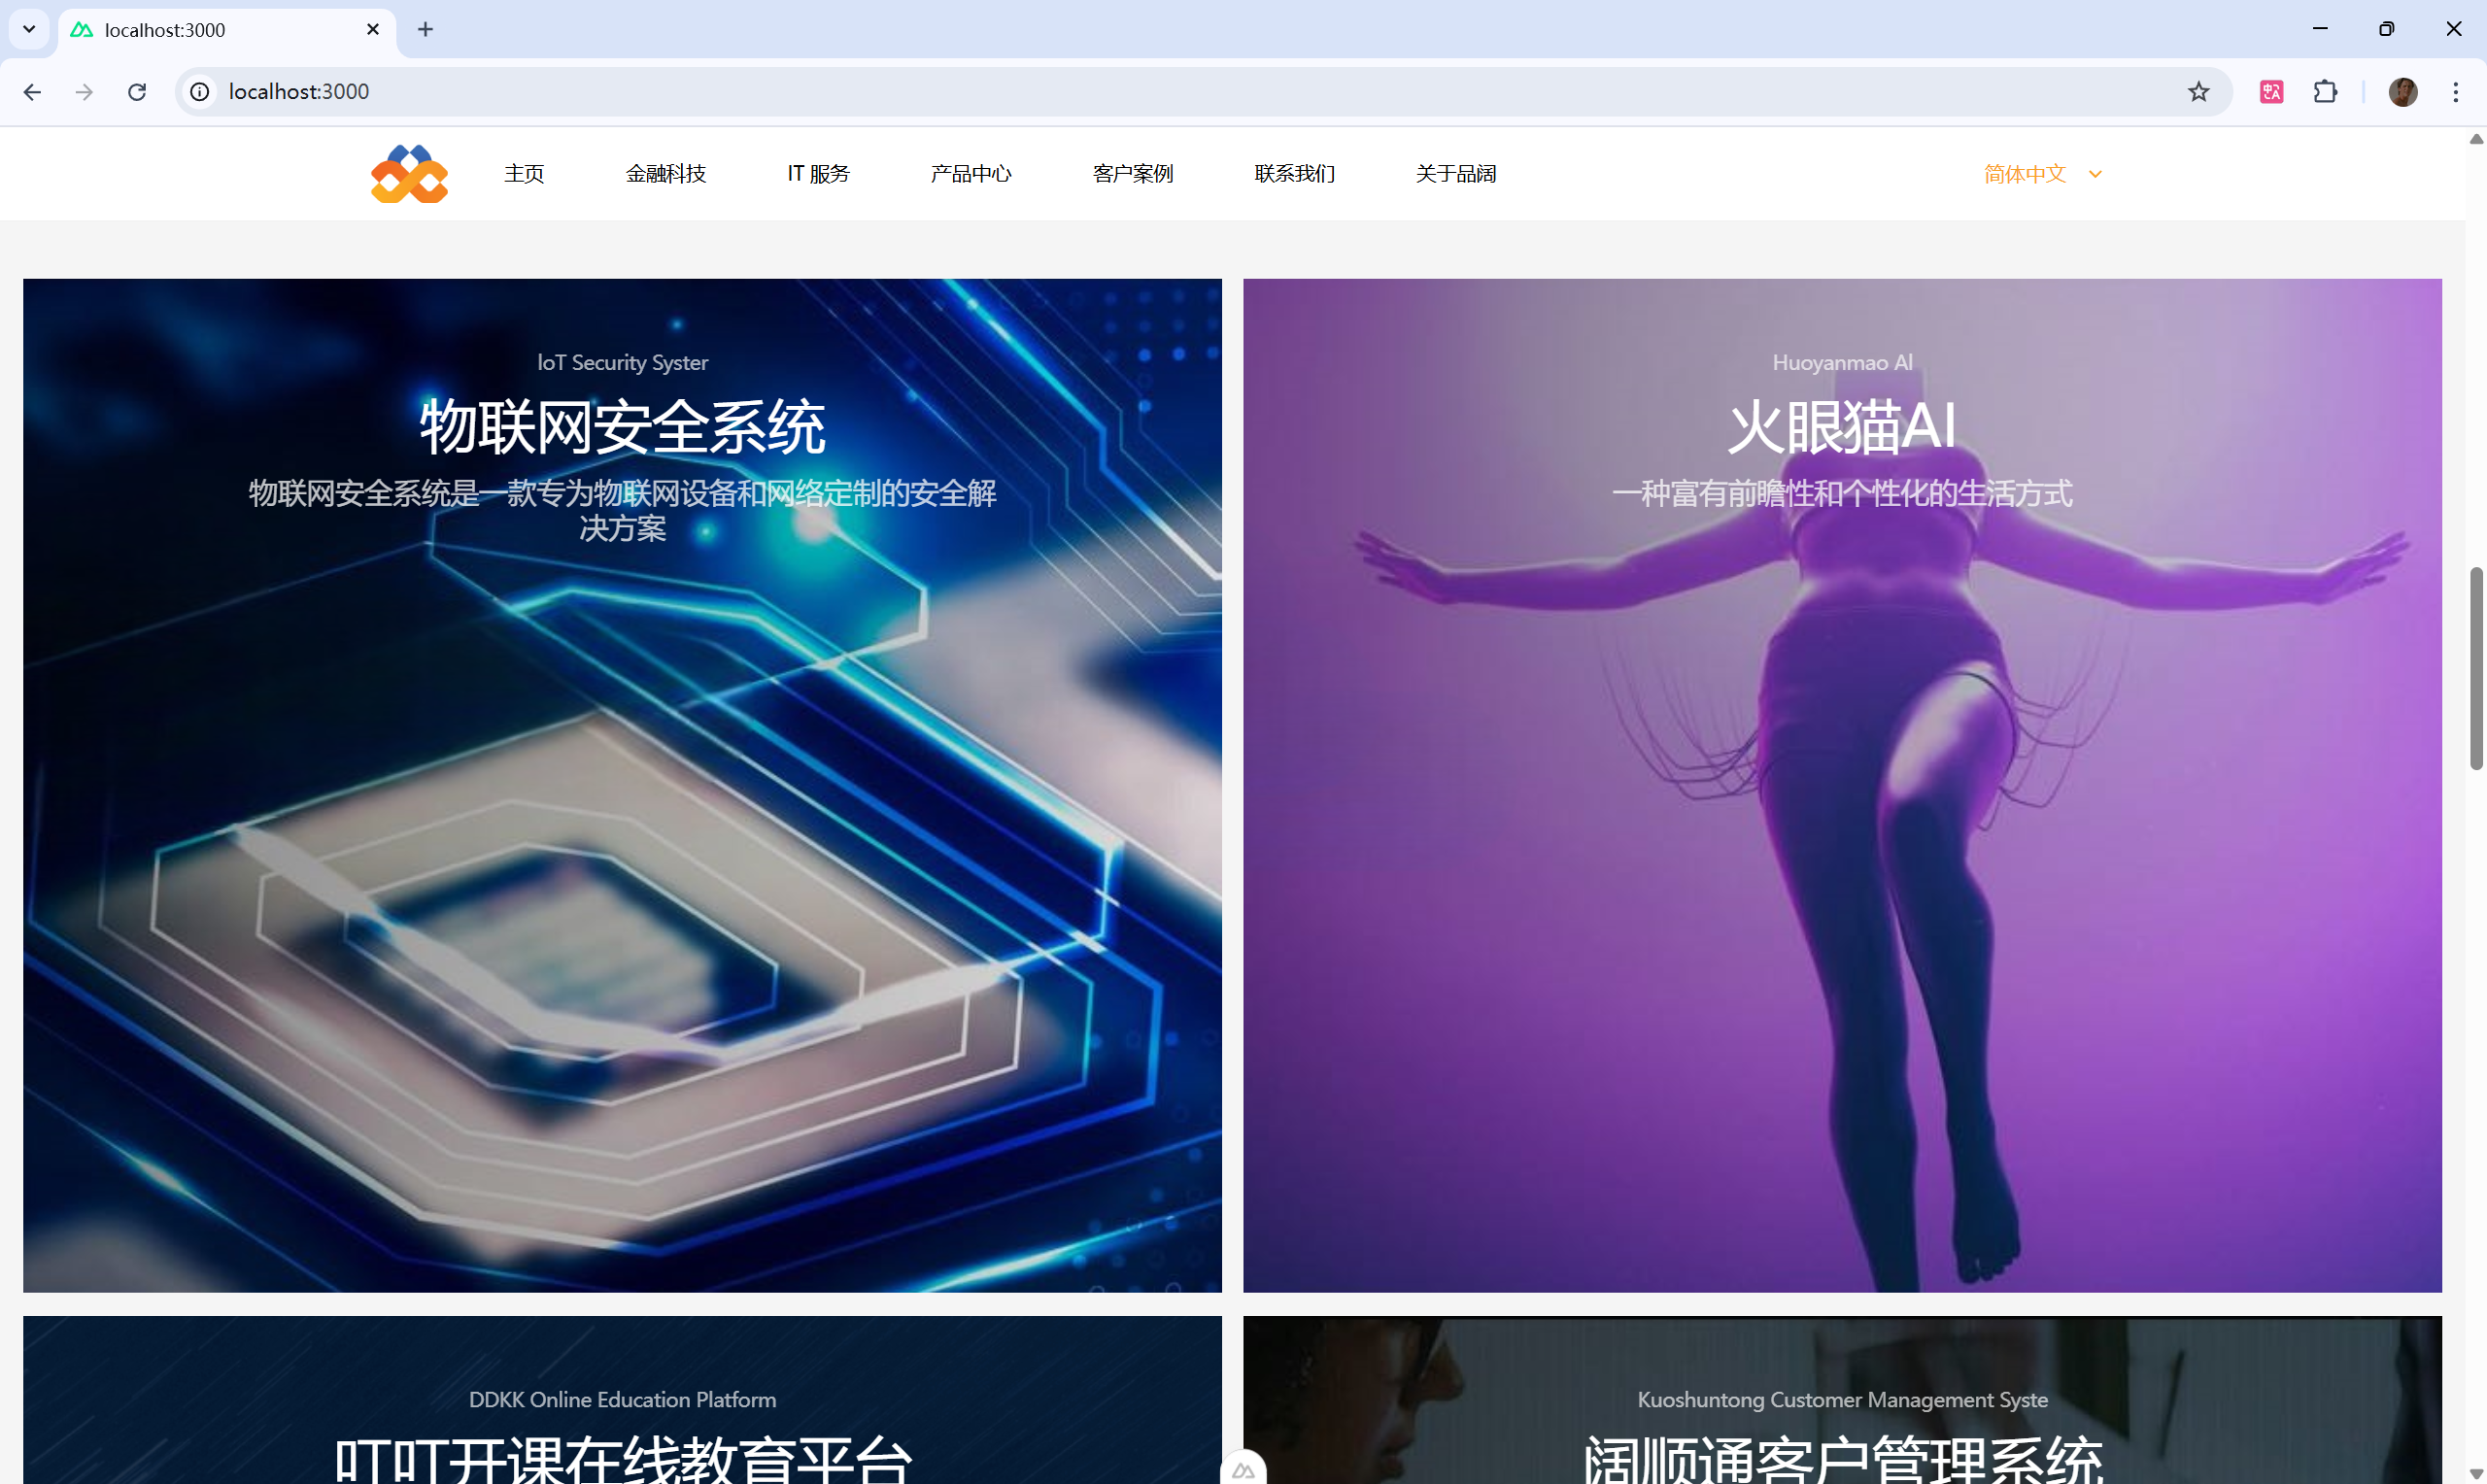 localhost:3000
localhost:3000
主页 金融科技 IT 服务 产品中心 客户案例 联系我们 关于品阔 简体中文
IoT Security Syster
物联网安全系统
物联网安全系统是一款专为物联网设备和网络定制的安全解
决方案
Huoyanmao AI
火眼猫AI
一种富有前瞻性和个性化的生活方式
DDKK Online Education Platform
叮叮开课在线教育平台
Kuoshuntong Customer Management Syste
阔顺通客户管理系统